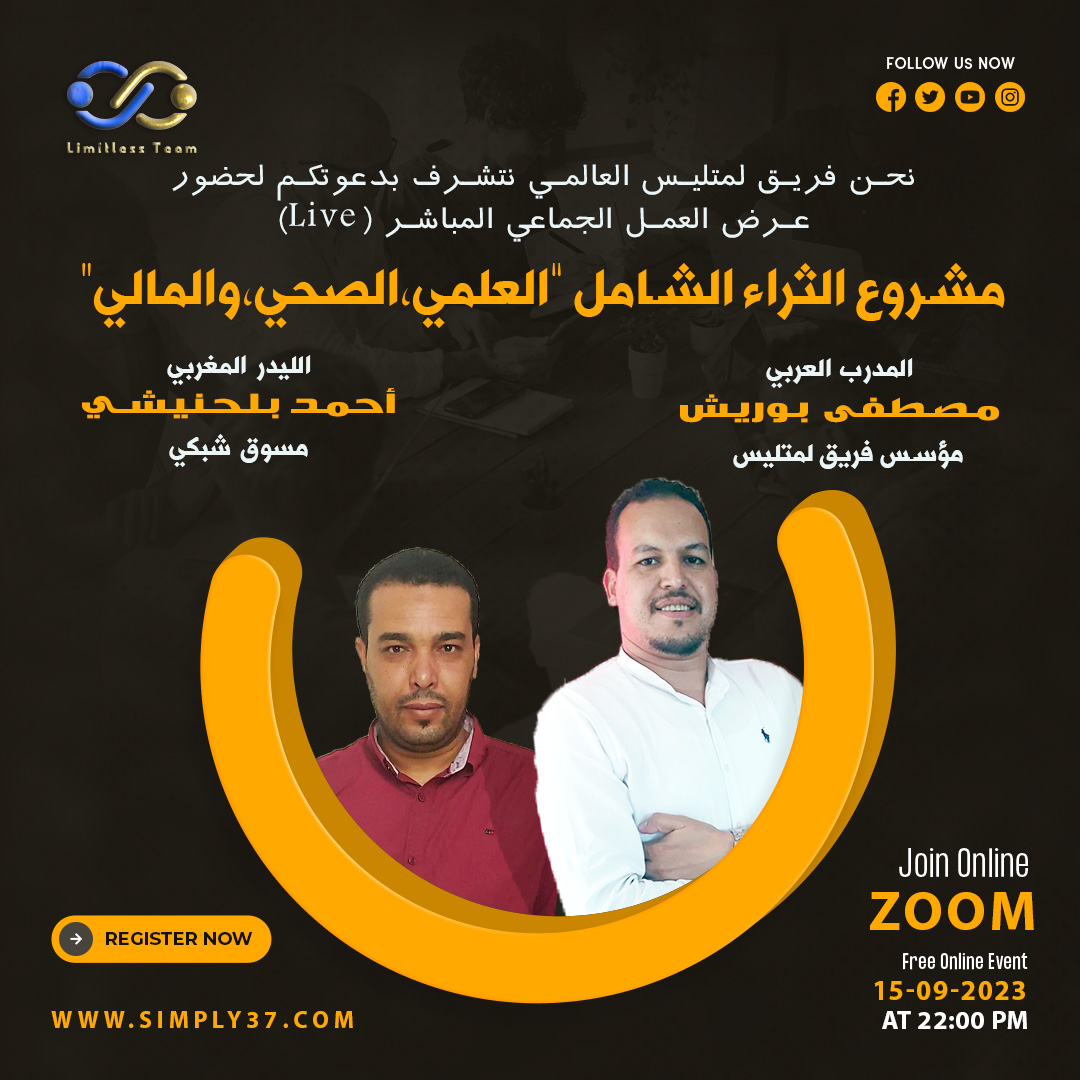 Limitless Team
FOLLOW US NOW
نحن فريق لمتليس العالمي نتشرف بدعوتكم لحضور
عرض العمل الجماعي المباشر (Live)
مشروع الثراء الشامل "العلمي،الصحي،والمالي"
المدرب العربي
مصطفى بوريش
مؤسس فريق لمتليس
الليدر المغربي
أحمد بلحنيشي
مسوق شبكي
Join Online
ZOOM
Free Online Event
15-09-2023
AT 22:00 PM
REGISTER NOW
WWW.SIMPLY37.COM